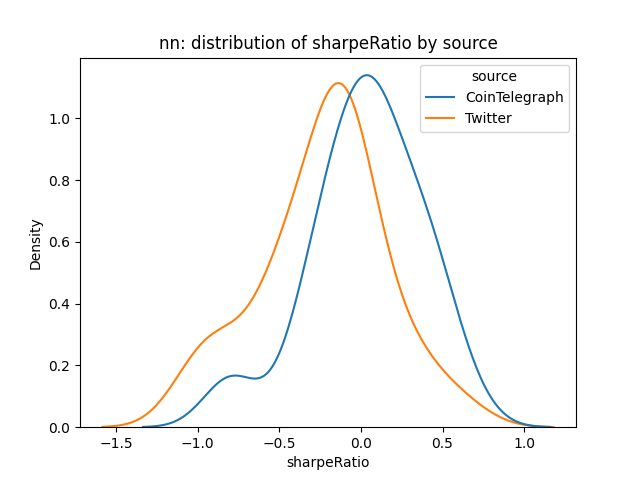 nn: distribution of sharpeRatio by source
source
CoinTelegraph
Twitter
Density
1.0
0.8
0.6
0.4
0.2
0.0
−1.5 −1.0 −0.5 0.0 0.5 1.0
sharpeRatio